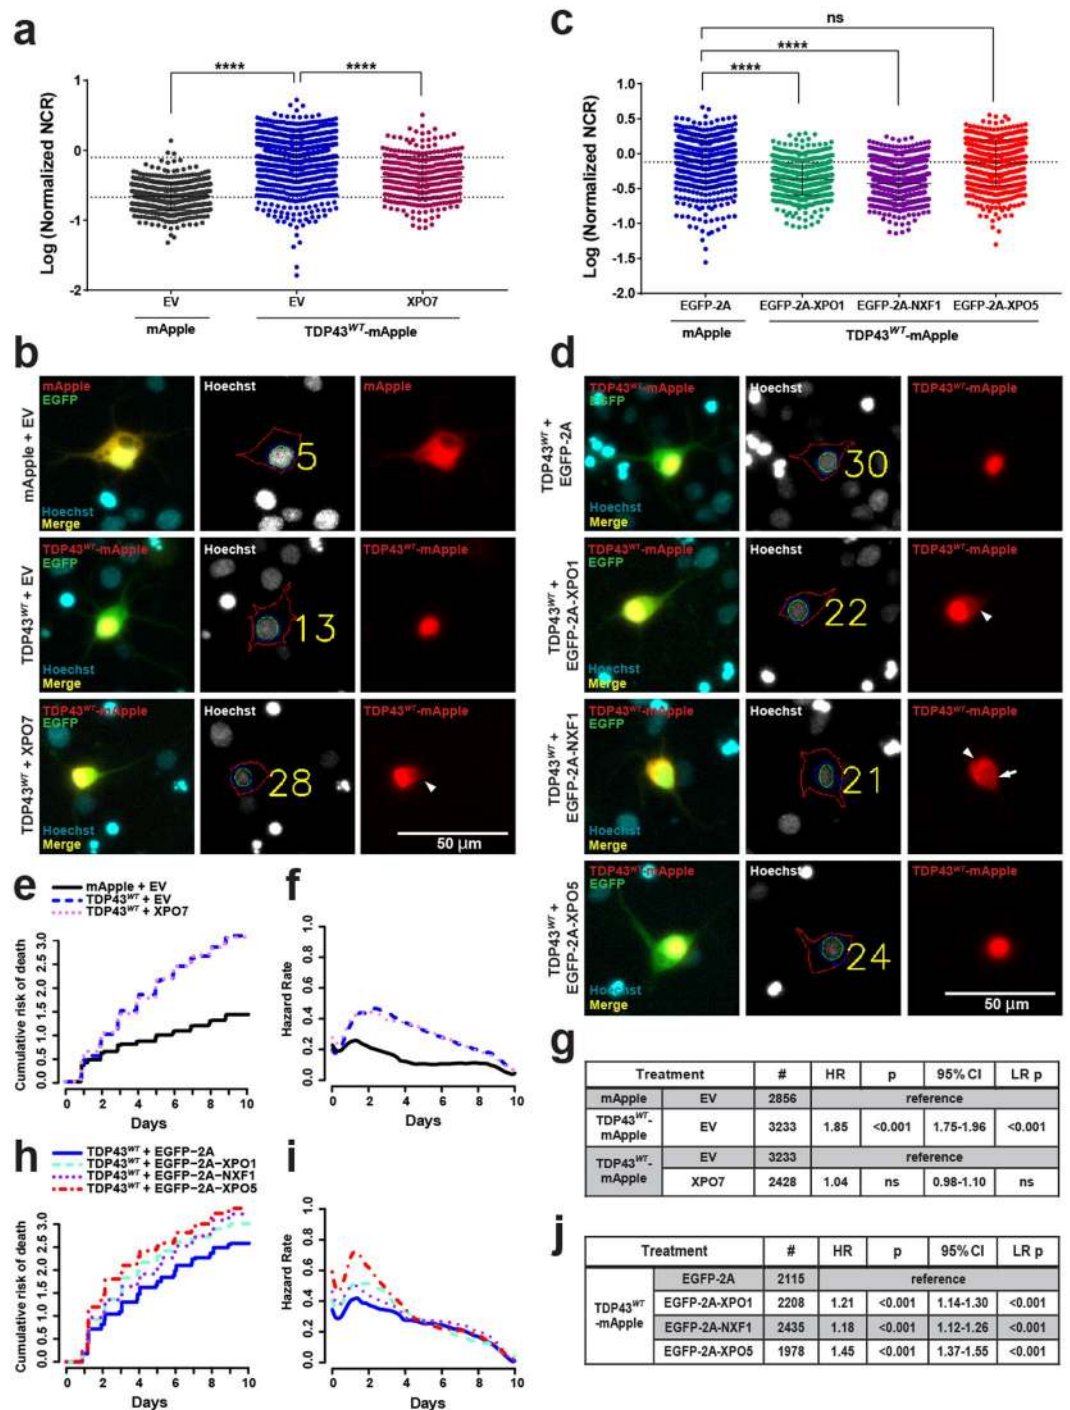 a
****
****
1
0
-1
-2
Log (Normalized NCR)
EV
EV
XPO7
mApple
TDP43WT-mApple
c
ns
****
****
1.0
0.5
0.0
-0.5
-1.0
-1.5
-2.0
Log (Normalized NCR)
EGFP-2A
EGFP-2A-XPO1
EGFP-2A-NXF1
EGFP-2A-XPO5
mApple
TDP43WT-mApple
b
mApple + EV
mApple
EGFP
Hoechst
Merge
Hoechst
5
mApple
TDP43WT + EV
TDP43WT-mApple
EGFP
Hoechst
Merge
Hoechst
13
TDP43WT-mApple
TDP43WT + XPO7
TDP43WT-mApple
EGFP
Hoechst
Merge
Hoechst
28
TDP43WT-mApple
50 µm
d
TDP43WT +
EGFP-2A
TDP43WT-mApple
EGFP
Hoechst
Merge
Hoechst
30
TDP43WT-mApple
TDP43WT +
EGFP-2A-XPO1
TDP43WT-mApple
EGFP
Hoechst
Merge
Hoechst
22
TDP43WT-mApple
TDP43WT +
EGFP-2A-NXF1
TDP43WT-mApple
EGFP
Hoechst
Merge
Hoechst
21
TDP43WT-mApple
TDP43WT +
EGFP-2A-XPO5
TDP43WT-mApple
EGFP
Hoechst
Merge
Hoechst
24
TDP43WT-mApple
50 µm
e
mApple + EV
TDP43WT + EV
TDP43WT + XPO7
Cumulative risk of death
0.0 0.5 1.0 1.5 2.0 2.5 3.0
0 2 4 6 8 10
Days
f
Hazard Rate
0.0 0.2 0.4 0.6 0.8 1.0
0 2 4 6 8 10
Days
g
Treatment # HR p 95% CI LR p
mApple EV 2856 reference
TDP43WT-mApple EV 3233 1.85 <0.001 1.75-1.96 <0.001
TDP43WT-mApple EV 3233 reference
XPO7 2428 1.04 ns 0.98-1.10 ns
h
TDP43WT + EGFP-2A
TDP43WT + EGFP-2A-XPO1
TDP43WT + EGFP-2A-NXF1
TDP43WT + EGFP-2A-XPO5
Cumulative risk of death
0.0 0.5 1.0 1.5 2.0 2.5 3.0
0 2 4 6 8 10
Days
i
Hazard Rate
0.0 0.2 0.4 0.6 0.8 1.0
0 2 4 6 8 10
Days
j
Treatment # HR p 95% CI LR p
TDP43WT-mApple
EGFP-2A 2115 reference
EGFP-2A-XPO1 2208 1.21 <0.001 1.14-1.30 <0.001
EGFP-2A-NXF1 2435 1.18 <0.001 1.12-1.26 <0.001
EGFP-2A-XPO5 1978 1.45 <0.001 1.37-1.55 <0.001